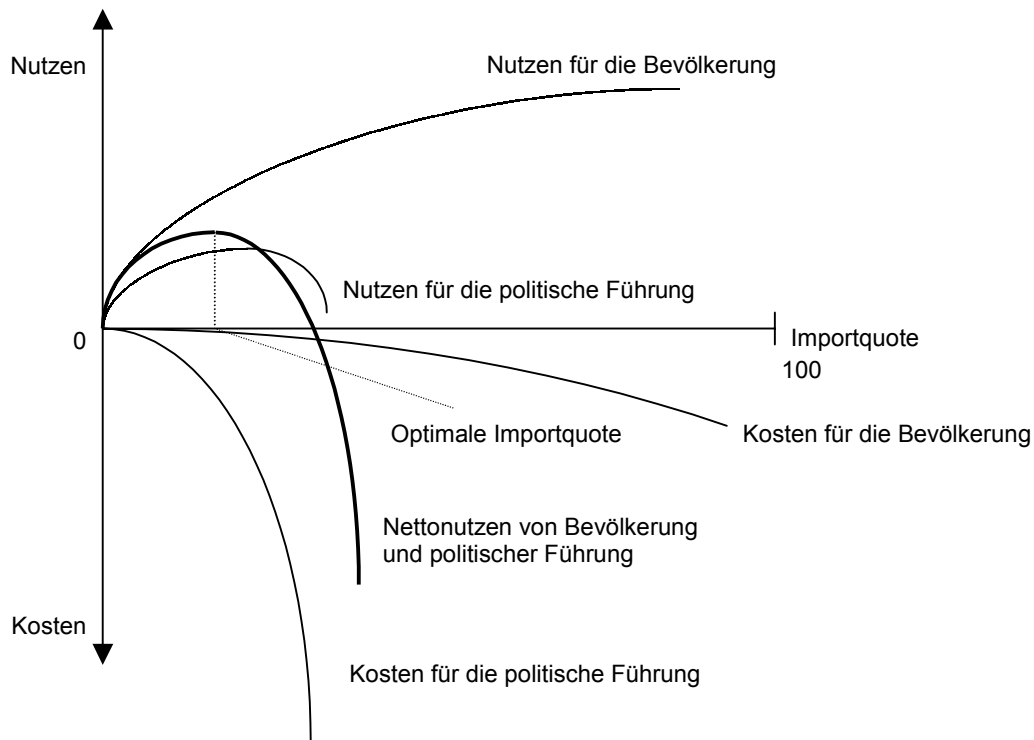 Nutzen
Nutzen für die Bevölkerung
Nutzen für die politische Führung
0
Importquote
100
Optimale Importquote
Kosten für die Bevölkerung
Nettonutzen von Bevölkerung
und politischer Führung
Kosten
Kosten für die politische Führung